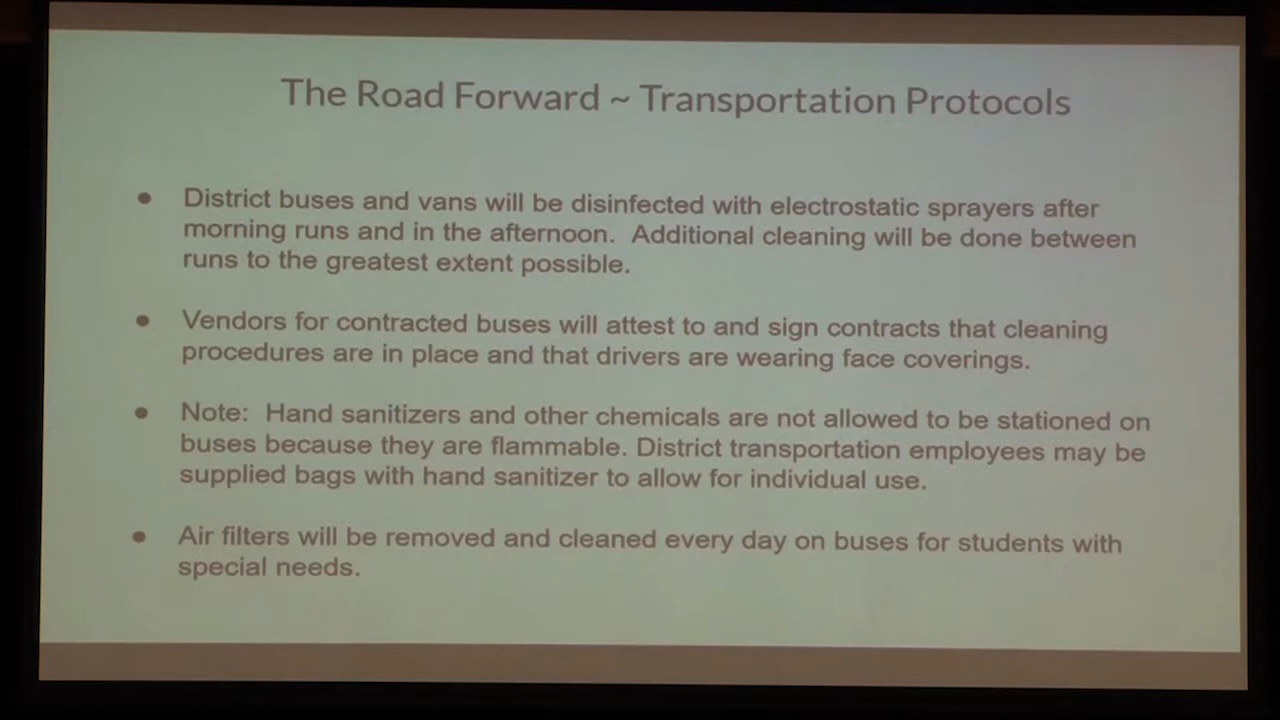 The Road Forward ~ Transportation Protocols
● District buses and vans will be disinfected with electrostatic sprayers after
morning runs and in the afternoon.  Additional cleaning will be done between
runs to the greatest extent possible.
● Vendors for contracted buses will attest to and sign contracts that cleaning
procedures are in place and that drivers are wearing face coverings.
● Note:  Hand sanitizers and other chemicals are not allowed to be stationed on
buses because they are flammable. District transportation employees may be
supplied bags with hand sanitizer to allow for individual use.
● Air filters will be removed and cleaned every day on buses for students with
special needs.